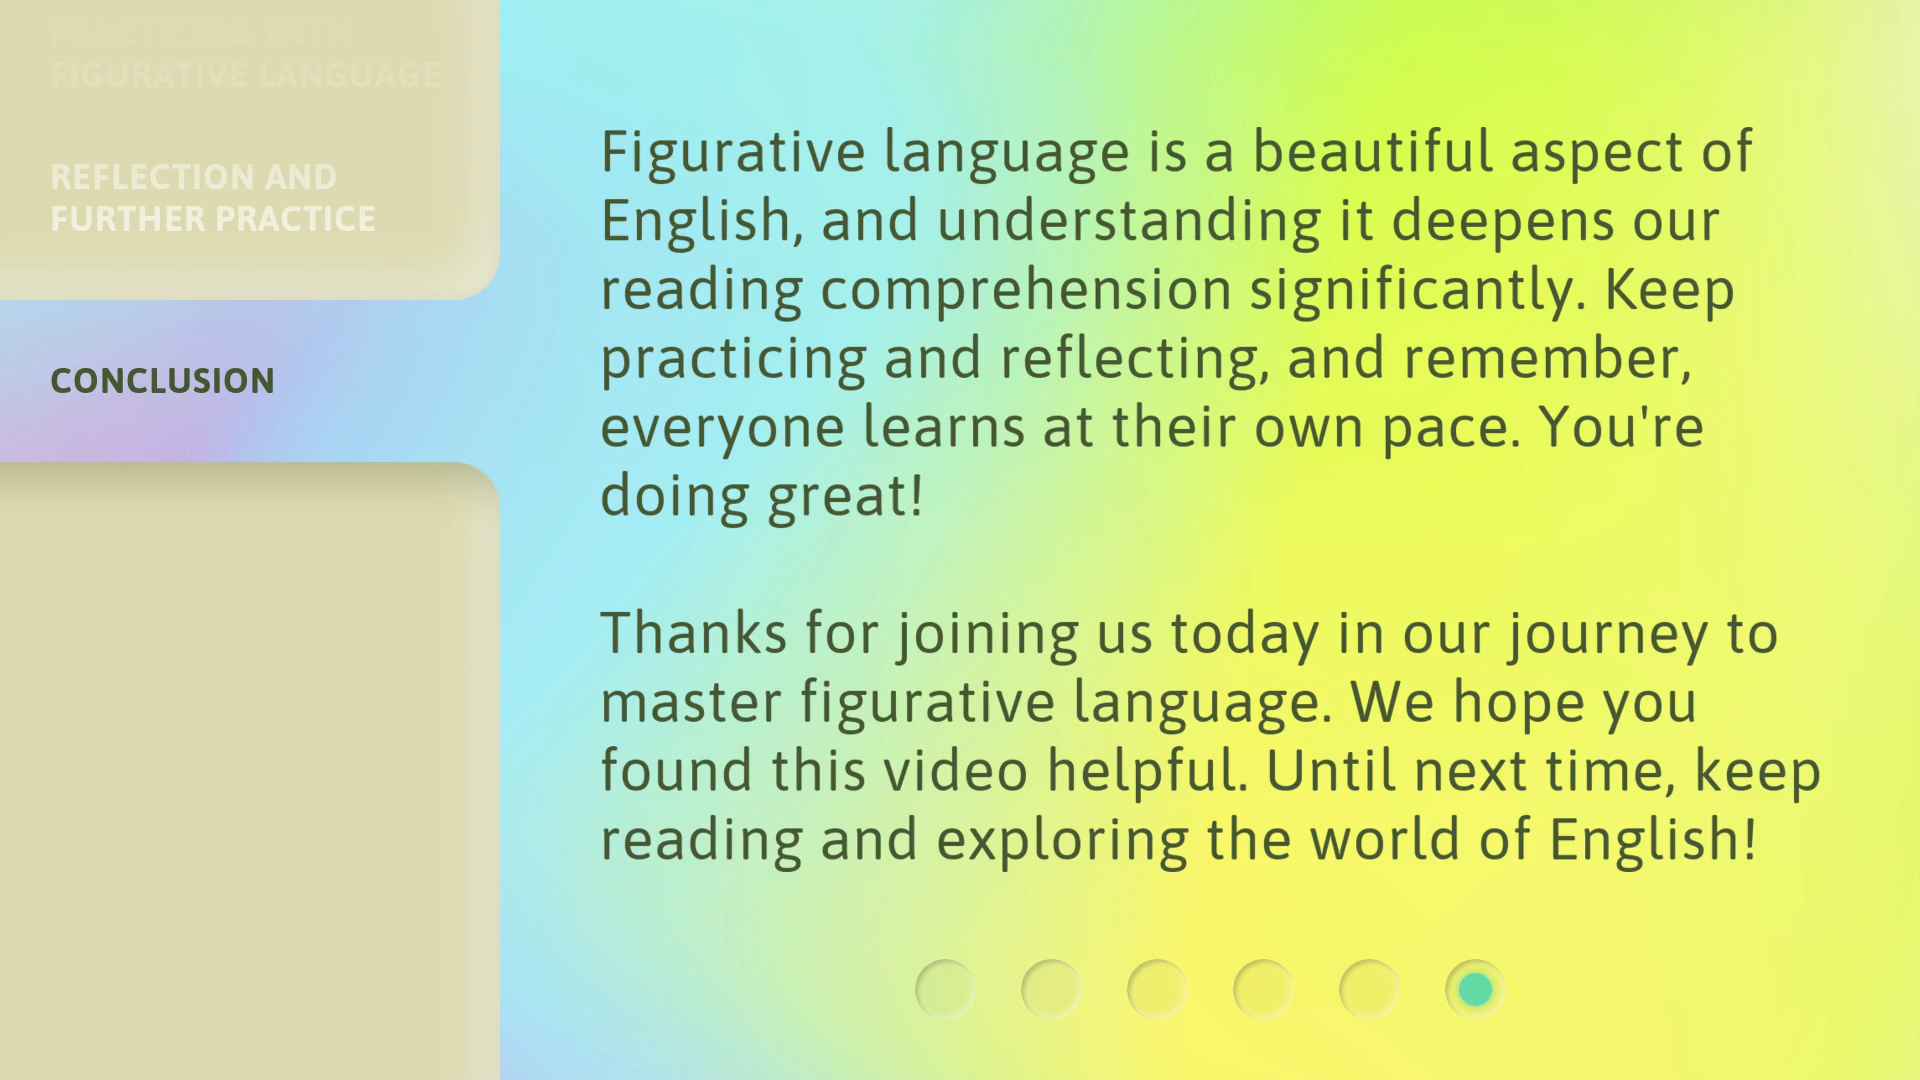 PRACTICING WITH
FIGURATIVE LANGUAGE
REFLECTION AND
FURTHER PRACTICE
CONCLUSION
Figurative language is a beautiful aspect of
English, and understanding it deepens our
reading comprehension significantly. Keep
practicing and reflecting, and remember,
everyone learns at their own pace. You're
doing great!
Thanks for joining us today in our journey to
master figurative language. We hope you
found this video helpful. Until next time, keep
reading and exploring the world of English!